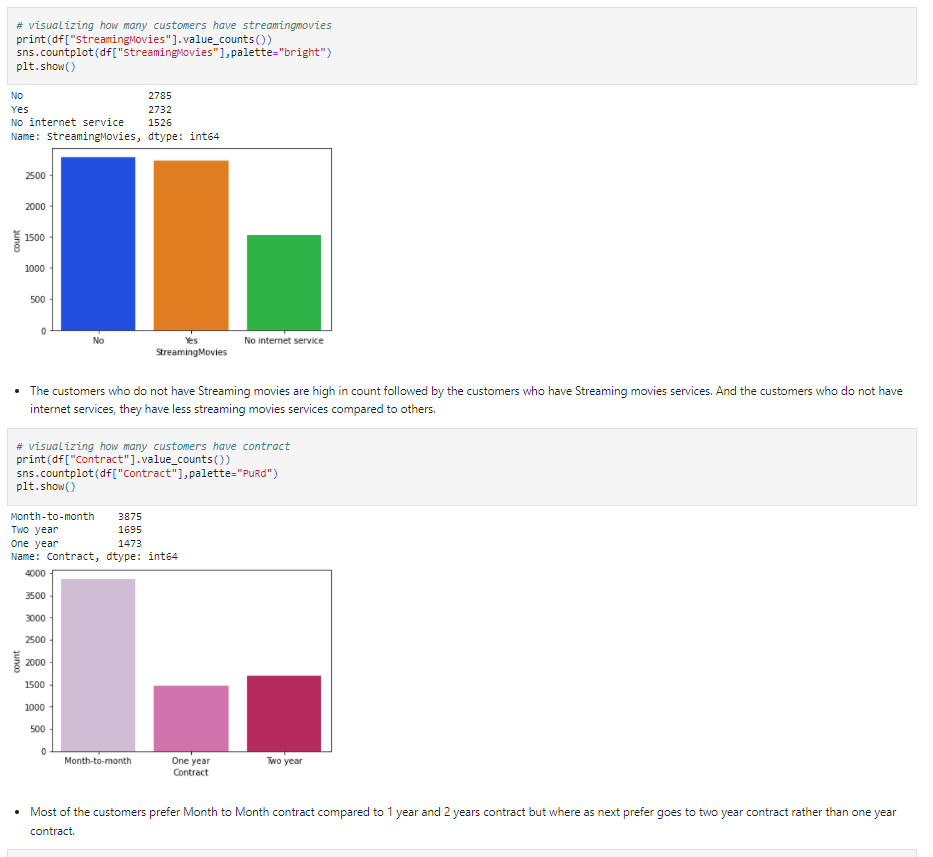 # visualizing how many customers have streamingmovies
print(df["StreamingMovies"].value_counts())
sns.countplot(df["StreamingMovies"],palette="bright")
plt.show()
No 2785
Yes 2732
No internet service 1526
Name: StreamingMovies, dtype: int64
2500
2000
1500
1000
500
0
count
No Yes No internet service
StreamingMovies
• The customers who do not have Streaming movies are high in count followed by the customers who have Streaming movies services. And the customers who do not have
internet services, they have less streaming movies services compared to others.
# visualizing how many customers have contract
print(df["Contract"].value_counts())
sns.countplot(df["Contract"],palette="PuRd")
plt.show()
Month-to-month 3875
Two year 1695
One year 1473
Name: Contract, dtype: int64
4000
3500
3000
2500
2000
1500
1000
500
0
count
Month-to-month One year Two year
Contract
• Most of the customers prefer Month to Month contract compared to 1 year and 2 years contract but where as next prefer goes to two year contract rather than one year
contract.